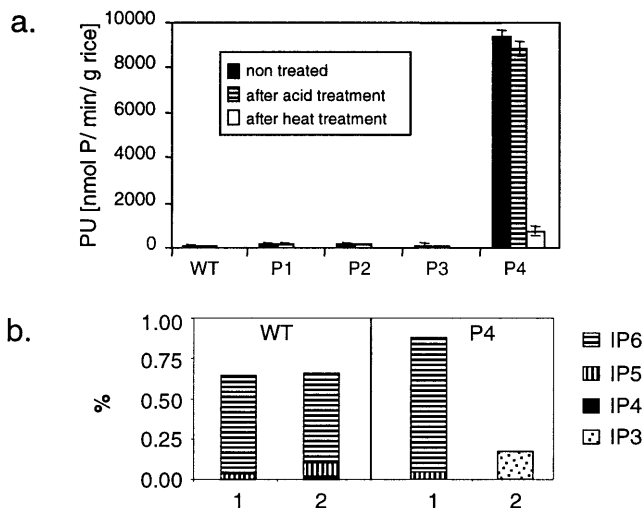 a.
PU [nmol P/ min/ g rice]
10000
8000
6000
4000
2000
0
non treated
after acid treatment
after heat treatment
WT P1 P2 P3 P4
b.
%
1.00
0.75
0.50
0.25
0.00
WT P4
1 2 1 2
IP6
IP5
IP4
IP3